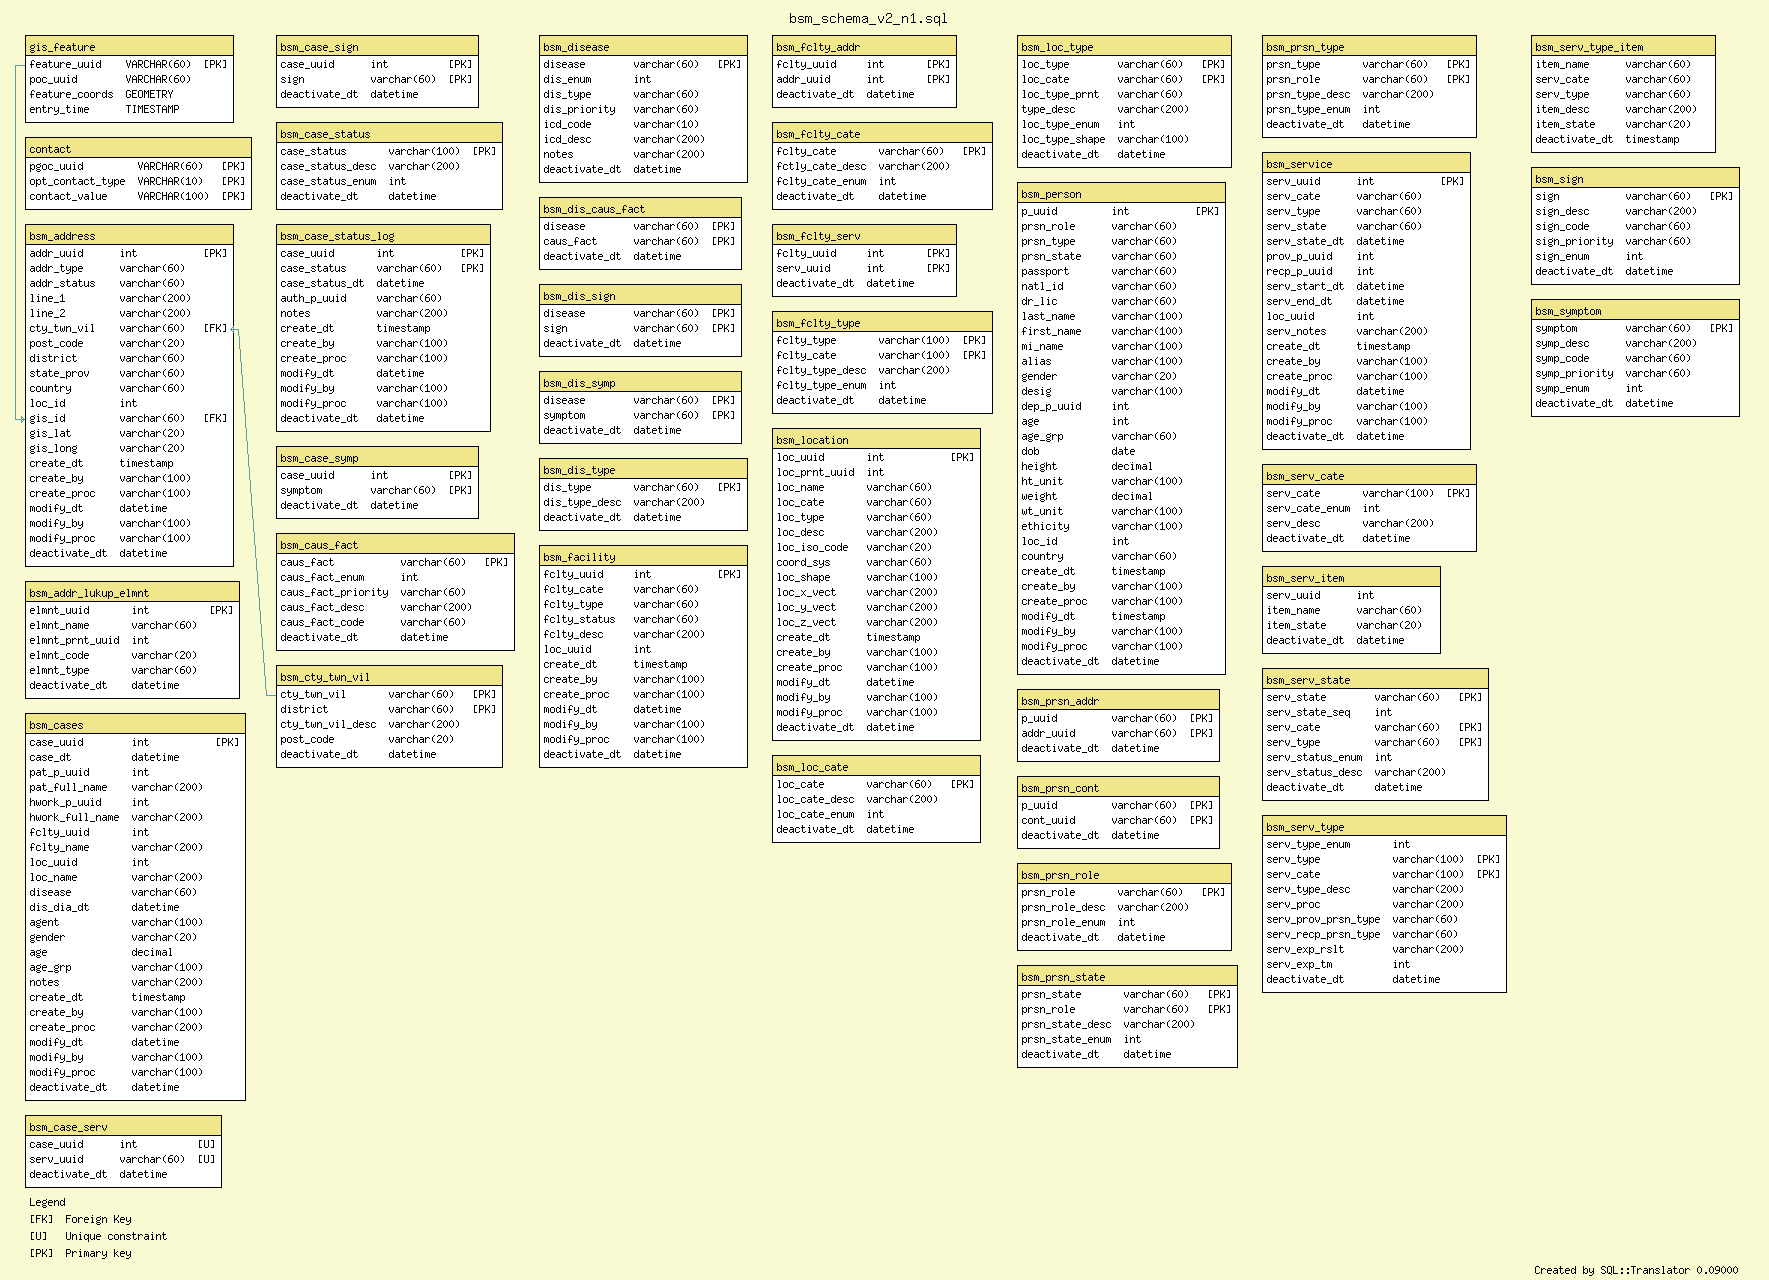 bsm_schema_v2_n1.sql
gis_feature
feature_uuid VARCHAR(60) [PK]
poc_uuid VARCHAR(60)
feature_coords GEOMETRY
entry_time TIMESTAMP
contact
pgoc_uuid VARCHAR(60) [PK]
opt_contact_type VARCHAR(10) [PK]
contact_value VARCHAR(100) [PK]
bsm_address
addr_uuid int [PK]
addr_type varchar(60)
addr_status varchar(60)
line_1 varchar(200)
line_2 varchar(200)
cty_twn_vil varchar(60) [FK]
post_code varchar(20)
district varchar(60)
state_prov varchar(60)
country varchar(60)
loc_id int
gis_id varchar(60) [FK]
gis_lat varchar(20)
gis_long varchar(20)
create_dt timestamp
create_by varchar(100)
create_proc varchar(100)
modify_dt datetime
modify_by varchar(100)
modify_proc varchar(100)
deactivate_dt datetime
bsm_addr_lukup_elmnt
elmnt_uuid int [PK]
elmnt_name varchar(60)
elmnt_prnt_uuid int
elmnt_code varchar(20)
elmnt_type varchar(60)
deactivate_dt datetime
bsm_cases
case_uuid int [PK]
case_dt datetime
pat_p_uuid int
pat_full_name varchar(200)
hwork_p_uuid int
hwork_full_name varchar(200)
fclty_uuid int
fclty_name varchar(200)
loc_uuid int
loc_name varchar(200)
disease varchar(60)
dis_dia_dt datetime
agent varchar(100)
gender varchar(20)
age decimal
age_grp varchar(100)
notes varchar(200)
create_dt timestamp
create_by varchar(100)
create_proc varchar(200)
modify_dt datetime
modify_by varchar(100)
modify_proc varchar(100)
deactivate_dt datetime
bsm_case_serv
case_uuid int [U]
serv_uuid varchar(60) [U]
deactivate_dt datetime
Legend
[FK] Foreign Key
[U] Unique constraint
[PK] Primary key
bsm_case_sign
case_uuid int [PK]
sign varchar(60) [PK]
deactivate_dt datetime
bsm_case_status
case_status varchar(100) [PK]
case_status_desc varchar(200)
case_status_enum int
deactivate_dt datetime
bsm_case_status_log
case_uuid int [PK]
case_status varchar(60) [PK]
case_status_dt datetime
auth_p_uuid varchar(60)
notes varchar(200)
create_dt timestamp
create_by varchar(100)
create_proc varchar(100)
modify_dt datetime
modify_by varchar(100)
modify_proc varchar(100)
deactivate_dt datetime
bsm_case_symp
case_uuid int [PK]
symptom varchar(60) [PK]
deactivate_dt datetime
bsm_caus_fact
caus_fact varchar(60) [PK]
caus_fact_enum int
caus_fact_priority varchar(60)
caus_fact_desc varchar(200)
caus_fact_code varchar(60)
deactivate_dt datetime
bsm_cty_twn_vil
cty_twn_vil varchar(60) [PK]
district varchar(60) [PK]
cty_twn_vil_desc varchar(200)
post_code varchar(20)
deactivate_dt datetime
bsm_disease
disease varchar(60) [PK]
dis_enum int
dis_type varchar(60)
dis_priority varchar(60)
icd_code varchar(10)
icd_desc varchar(200)
notes varchar(200)
deactivate_dt datetime
bsm_dis_caus_fact
disease varchar(60) [PK]
caus_fact varchar(60) [PK]
deactivate_dt datetime
bsm_dis_sign
disease varchar(60) [PK]
sign varchar(60) [PK]
deactivate_dt datetime
bsm_dis_symp
disease varchar(60) [PK]
symptom varchar(60) [PK]
deactivate_dt datetime
bsm_dis_type
dis_type varchar(60) [PK]
dis_type_desc varchar(200)
deactivate_dt datetime
bsm_facility
fclty_uuid int [PK]
fclty_cate varchar(60)
fclty_type varchar(60)
fclty_status varchar(60)
fclty_desc varchar(200)
loc_uuid int
create_dt timestamp
create_by varchar(100)
create_proc varchar(100)
modify_dt datetime
modify_by varchar(100)
modify_proc varchar(100)
deactivate_dt datetime
bsm_fclty_addr
fclty_uuid int [PK]
addr_uuid int [PK]
deactivate_dt datetime
bsm_fclty_cate
fclty_cate varchar(60) [PK]
fctly_cate_desc varchar(200)
fclty_cate_enum int
deactivate_dt datetime
bsm_fclty_serv
fclty_uuid int [PK]
serv_uuid int [PK]
deactivate_dt datetime
bsm_fclty_type
fclty_type varchar(100) [PK]
fclty_cate varchar(100) [PK]
fclty_type_desc varchar(200)
fclty_type_enum int
deactivate_dt datetime
bsm_location
loc_uuid int [PK]
loc_prnt_uuid int
loc_name varchar(60)
loc_cate varchar(60)
loc_type varchar(60)
loc_desc varchar(200)
loc_iso_code varchar(20)
coord_sys varchar(60)
loc_shape varchar(100)
loc_x_vect varchar(200)
loc_y_vect varchar(200)
loc_z_vect varchar(200)
create_dt timestamp
create_by varchar(100)
create_proc varchar(100)
modify_dt datetime
modify_by varchar(100)
modify_proc varchar(100)
deactivate_dt datetime
bsm_loc_cate
loc_cate varchar(60) [PK]
loc_cate_desc varchar(200)
loc_cate_enum int
deactivate_dt datetime
bsm_loc_type
loc_type varchar(60) [PK]
loc_cate varchar(60) [PK]
loc_type_prnt varchar(60)
type_desc varchar(200)
loc_type_enum int
loc_type_shape varchar(100)
deactivate_dt datetime
bsm_person
p_uuid int [PK]
prsn_role varchar(60)
prsn_type varchar(60)
prsn_state varchar(60)
passport varchar(60)
natl_id varchar(60)
dr_lic varchar(60)
last_name varchar(100)
first_name varchar(100)
mi_name varchar(100)
alias varchar(100)
gender varchar(20)
desig varchar(100)
dep_p_uuid int
age int
age_grp varchar(60)
dob date
height decimal
ht_unit varchar(100)
weight decimal
wt_unit varchar(100)
ethicity varchar(100)
loc_id int
country varchar(60)
create_dt timestamp
create_by varchar(100)
create_proc varchar(100)
modify_dt timestamp
modify_by varchar(100)
modify_proc varchar(100)
deactivate_dt datetime
bsm_prsn_addr
p_uuid varchar(60) [PK]
addr_uuid varchar(60) [PK]
deactivate_dt datetime
bsm_prsn_cont
p_uuid varchar(60) [PK]
cont_uuid varchar(60) [PK]
deactivate_dt datetime
bsm_prsn_role
prsn_role varchar(60) [PK]
prsn_role_desc varchar(200)
prsn_role_enum int
deactivate_dt datetime
bsm_prsn_state
prsn_state varchar(60) [PK]
prsn_role varchar(60) [PK]
prsn_state_desc varchar(200)
prsn_state_enum int
deactivate_dt datetime
bsm_prsn_type
prsn_type varchar(60) [PK]
prsn_role varchar(60) [PK]
prsn_type_desc varchar(200)
prsn_type_enum int
deactivate_dt datetime
bsm_service
serv_uuid int [PK]
serv_cate varchar(60)
serv_type varchar(60)
serv_state varchar(60)
serv_state_dt datetime
prov_p_uuid int
recp_p_uuid int
serv_start_dt datetime
serv_end_dt datetime
loc_uuid int
serv_notes varchar(200)
create_dt timestamp
create_by varchar(100)
create_proc varchar(100)
modify_dt datetime
modify_by varchar(100)
modify_proc varchar(100)
deactivate_dt datetime
bsm_serv_cate
serv_cate varchar(100) [PK]
serv_cate_enum int
serv_desc varchar(200)
deactivate_dt datetime
bsm_serv_item
serv_uuid int
item_name varchar(60)
item_state varchar(20)
deactivate_dt datetime
bsm_serv_state
serv_state varchar(60) [PK]
serv_state_seq int
serv_cate varchar(60) [PK]
serv_type varchar(60) [PK]
serv_status_enum int
serv_status_desc varchar(200)
deactivate_dt datetime
bsm_serv_type
serv_type_enum int
serv_type varchar(100) [PK]
serv_cate varchar(100) [PK]
serv_type_desc varchar(200)
serv_proc varchar(200)
serv_prov_prsn_type varchar(60)
serv_recp_prsn_type varchar(60)
serv_exp_rslt varchar(200)
serv_exp_tm int
deactivate_dt datetime
bsm_serv_type_item
item_name varchar(60)
serv_cate varchar(60)
serv_type varchar(60)
item_desc varchar(200)
item_state varchar(20)
deactivate_dt timestamp
bsm_sign
sign varchar(60) [PK]
sign_desc varchar(200)
sign_code varchar(60)
sign_priority varchar(60)
sign_enum int
deactivate_dt datetime
bsm_symptom
symptom varchar(60) [PK]
symp_desc varchar(200)
symp_code varchar(60)
symp_priority varchar(60)
symp_enum int
deactivate_dt datetime
Created by SQL::Translator 0.09000